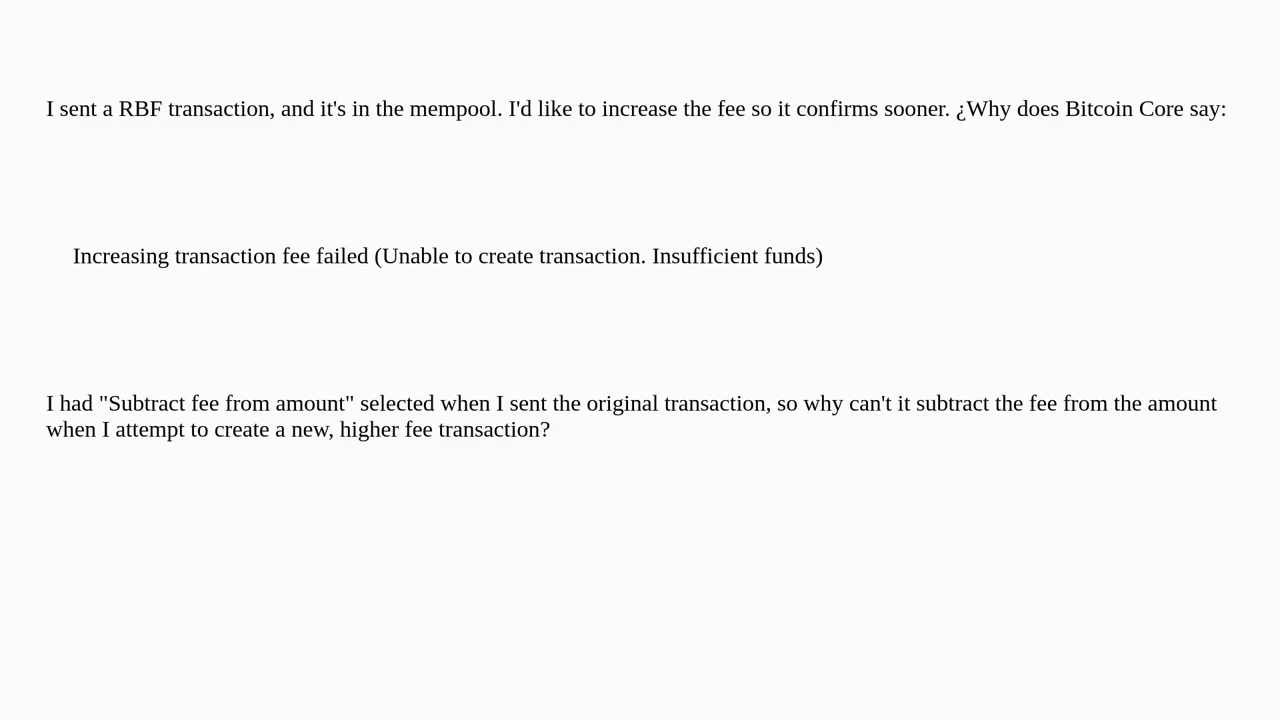 I sent a RBF transaction, and it's in the mempool. I'd like to increase the fee so it confirms sooner. ¿Why does Bitcoin Core say:
Increasing transaction fee failed (Unable to create transaction. Insufficient funds)
I had "Subtract fee from amount" selected when I sent the original transaction, so why can't it subtract the fee from the amount
when I attempt to create a new, higher fee transaction?